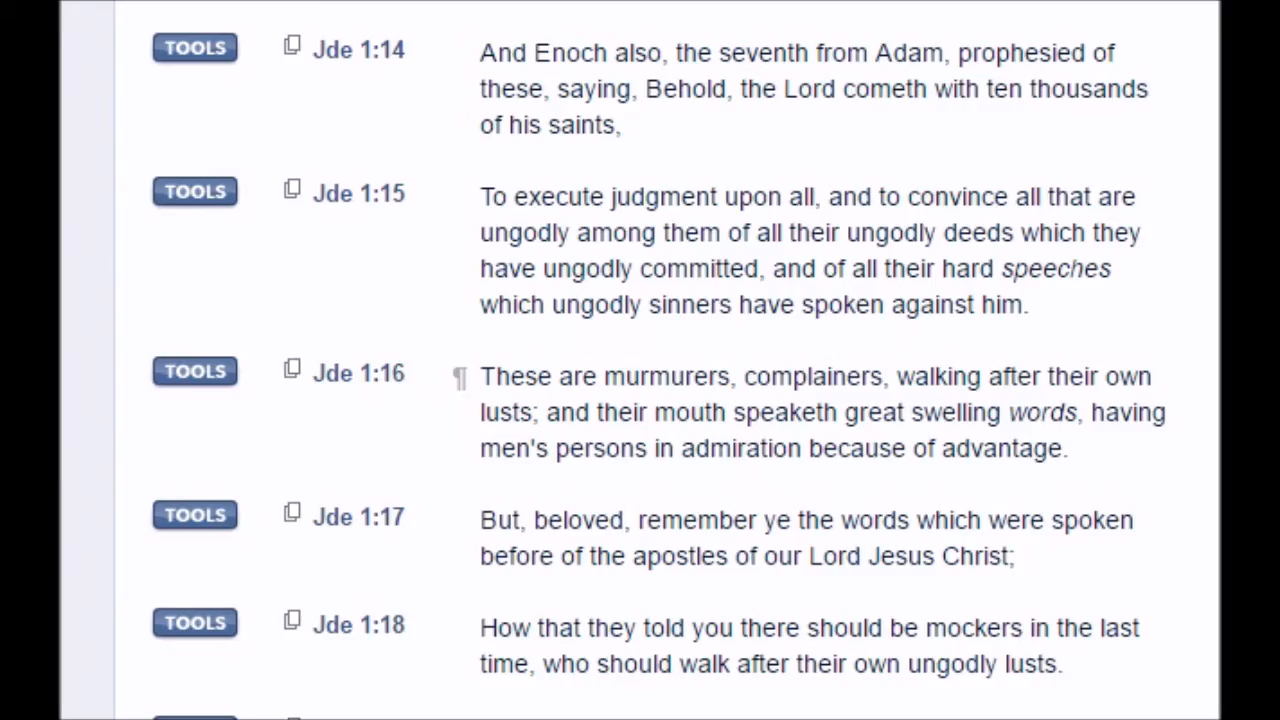 TOOLS Jde 1:14 And Enoch also, the seventh from Adam, prophesied of
these, saying, Behold, the Lord cometh with ten thousands
of his saints,
TOOLS Jde 1:15 To execute judgment upon all, and to convince all that are
ungodly among them of all their ungodly deeds which they
have ungodly committed, and of all their hard speeches
which ungodly sinners have spoken against him.
TOOLS Jde 1:16 ¶ These are murmurers, complainers, walking after their own
lusts; and their mouth speaketh great swelling words, having
men's persons in admiration because of advantage.
TOOLS Jde 1:17 But, beloved, remember ye the words which were spoken
before of the apostles of our Lord Jesus Christ;
TOOLS Jde 1:18 How that they told you there should be mockers in the last
time, who should walk after their own ungodly lusts.